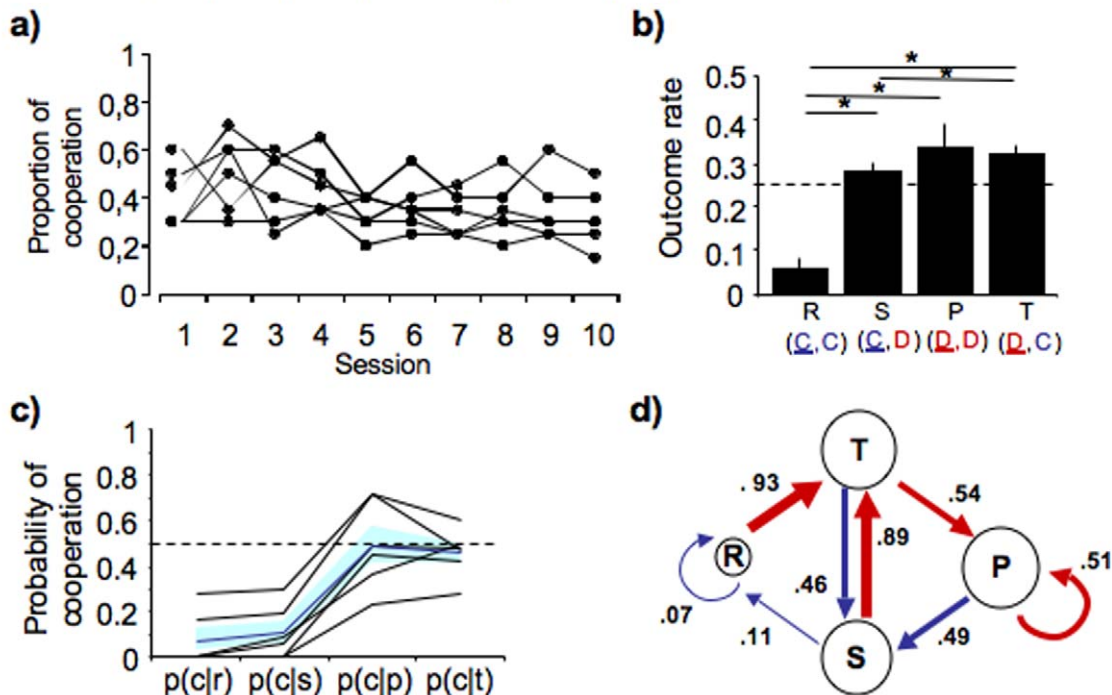 a)
Proportion of
cooperation
1
0,8
0,6
0,4
0,2
0
1 2 3 4 5 6 7 8 9 10
Session
b)
Outcome rate
0.5
0.4
0.3
0.2
0.1
0
*
*
*
*
R S P T
(C,C) (C,D) (D,D) (D,C)
c)
Probability of
cooperation
1
0.8
0.6
0.4
0.2
0
p(c|r) p(c|s) p(c|p) p(c|t)
d)
T
. 93
.54
R
.89
P
.51
.46
.07
.11
.49
S